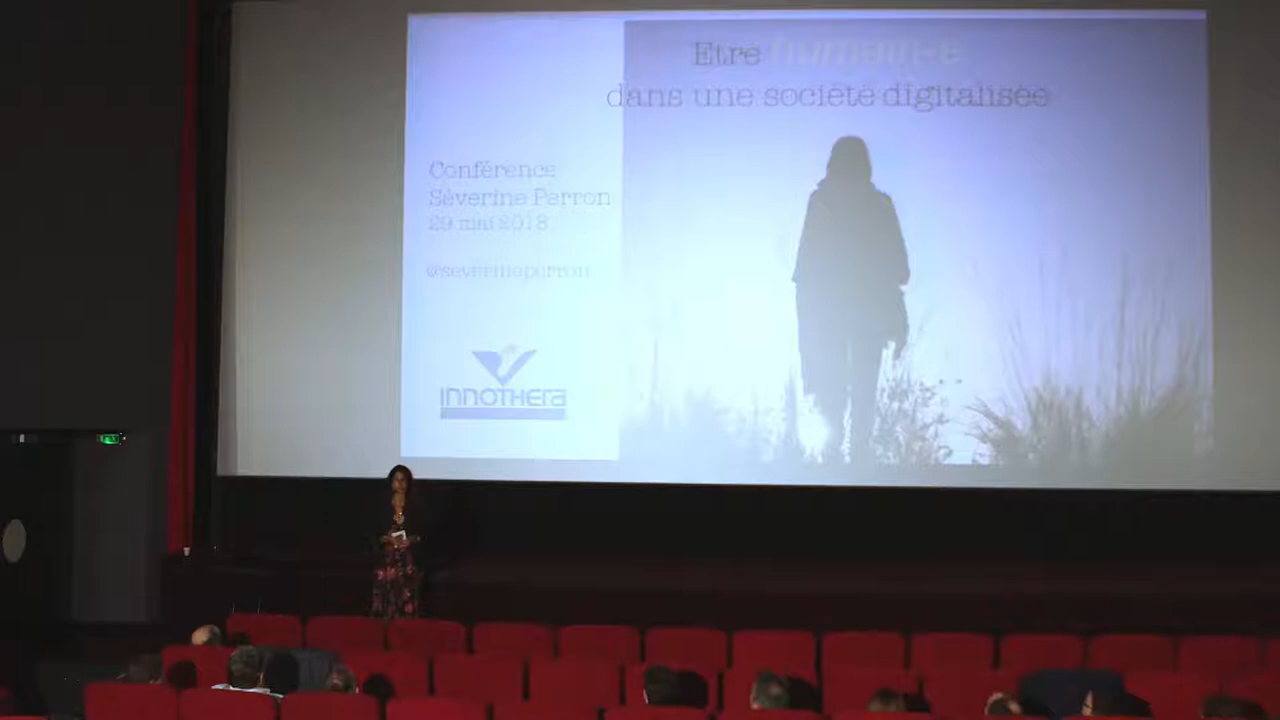 Etre humain-e
dans une société digitalisée
Conférence
Séverine Perron
29 mai 2018
@severineperron
INNOTHERA